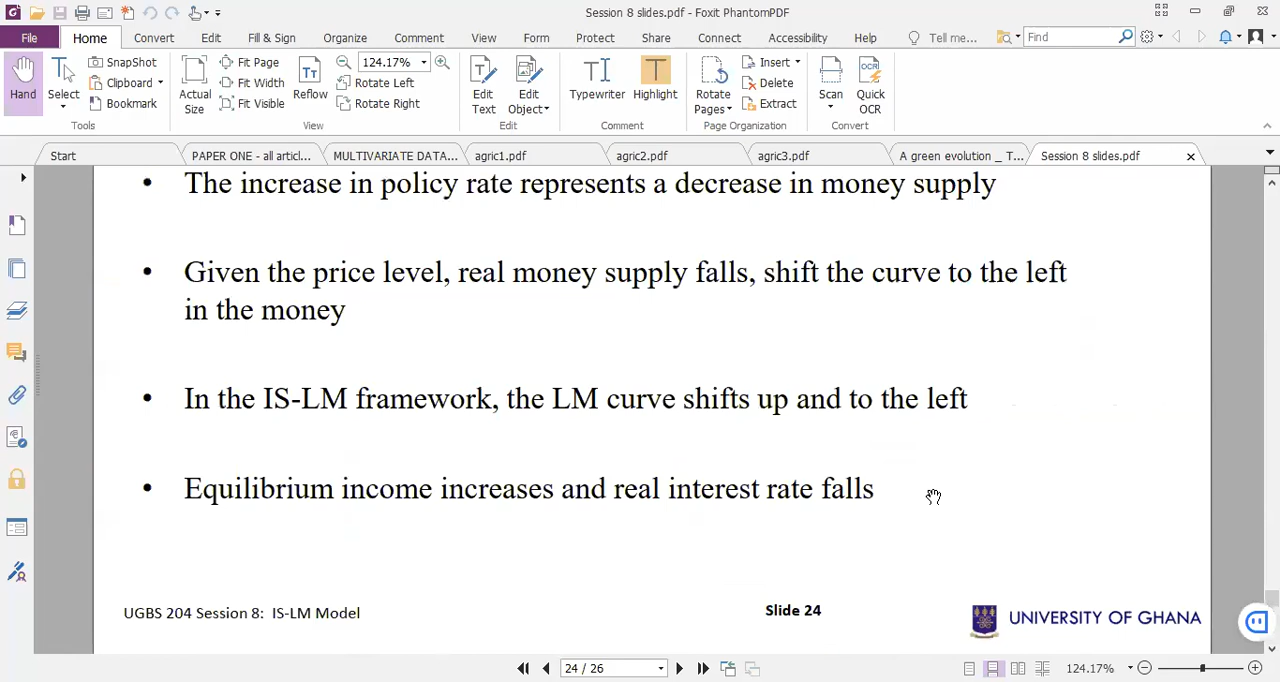 Session 8 slides.pdf - Foxit PhantomPDF
File Home Convert Edit Fill & Sign Organize Comment View Form Protect Share Connect Accessibility Help Tell me... Find
Hand
Select
SnapShot
Clipboard
Bookmark
Tools
Actual Size
Fit Page
Fit Width
Fit Visible
Reflow
124.17%
Rotate Left
Rotate Right
View
Edit Text
Edit Object
Edit
Typewriter
Highlight
Comment
Rotate Pages
Insert
Delete
Extract
Page Organization
Scan
OCR
Quick OCR
Convert
Start PAPER ONE - all articl... MULTIVARIATE DATA... agric1.pdf agric2.pdf agric3.pdf A green evolution _ T... Session 8 slides.pdf
• The increase in policy rate represents a decrease in money supply
• Given the price level, real money supply falls, shift the curve to the left
in the money
• In the IS-LM framework, the LM curve shifts up and to the left
• Equilibrium income increases and real interest rate falls
UGBS 204 Session 8: IS-LM Model
Slide 24
UNIVERSITY OF GHANA
24 / 26
124.17%